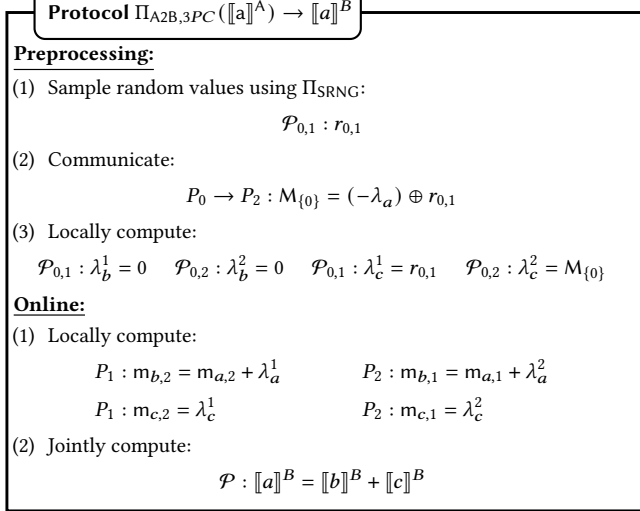 Protocol Π_{A2B,3PC}(⟦a⟧^A) → ⟦a⟧^B
Preprocessing:
(1) Sample random values using Π_{SRNG}:
𝒫_{0,1} : r_{0,1}
(2) Communicate:
P_0 → P_2 : M_{{0}} = (−λ_a) ⊕ r_{0,1}
(3) Locally compute:
𝒫_{0,1} : λ_b^1 = 0 𝒫_{0,2} : λ_b^2 = 0 𝒫_{0,1} : λ_c^1 = r_{0,1} 𝒫_{0,2} : λ_c^2 = M_{{0}}
Online:
(1) Locally compute:
P_1 : m_{b,2} = m_{a,2} + λ_a^1 P_2 : m_{b,1} = m_{a,1} + λ_a^2
P_1 : m_{c,2} = λ_c^1 P_2 : m_{c,1} = λ_c^2
(2) Jointly compute:
𝒫 : ⟦a⟧^B = ⟦b⟧^B + ⟦c⟧^B